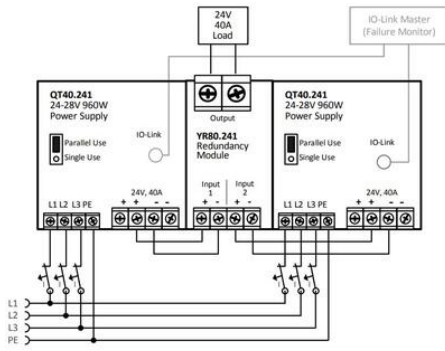 24V
40A
Load
IO-Link Master
(Failure Monitor)
QT40.241
24-28V 960W
Power Supply
IO-Link
Parallel Use
Single Use
24V, 40A
+ + - -
L1 L2 L3 PE
Output
YR80.241
Redundancy
Module
Input
1
Input
2
+ - + -
QT40.241
24-28V 960W
Power Supply
IO-Link
Parallel Use
Single Use
24V, 40A
+ + - -
L1 L2 L3 PE
L1
L2
L3
PE